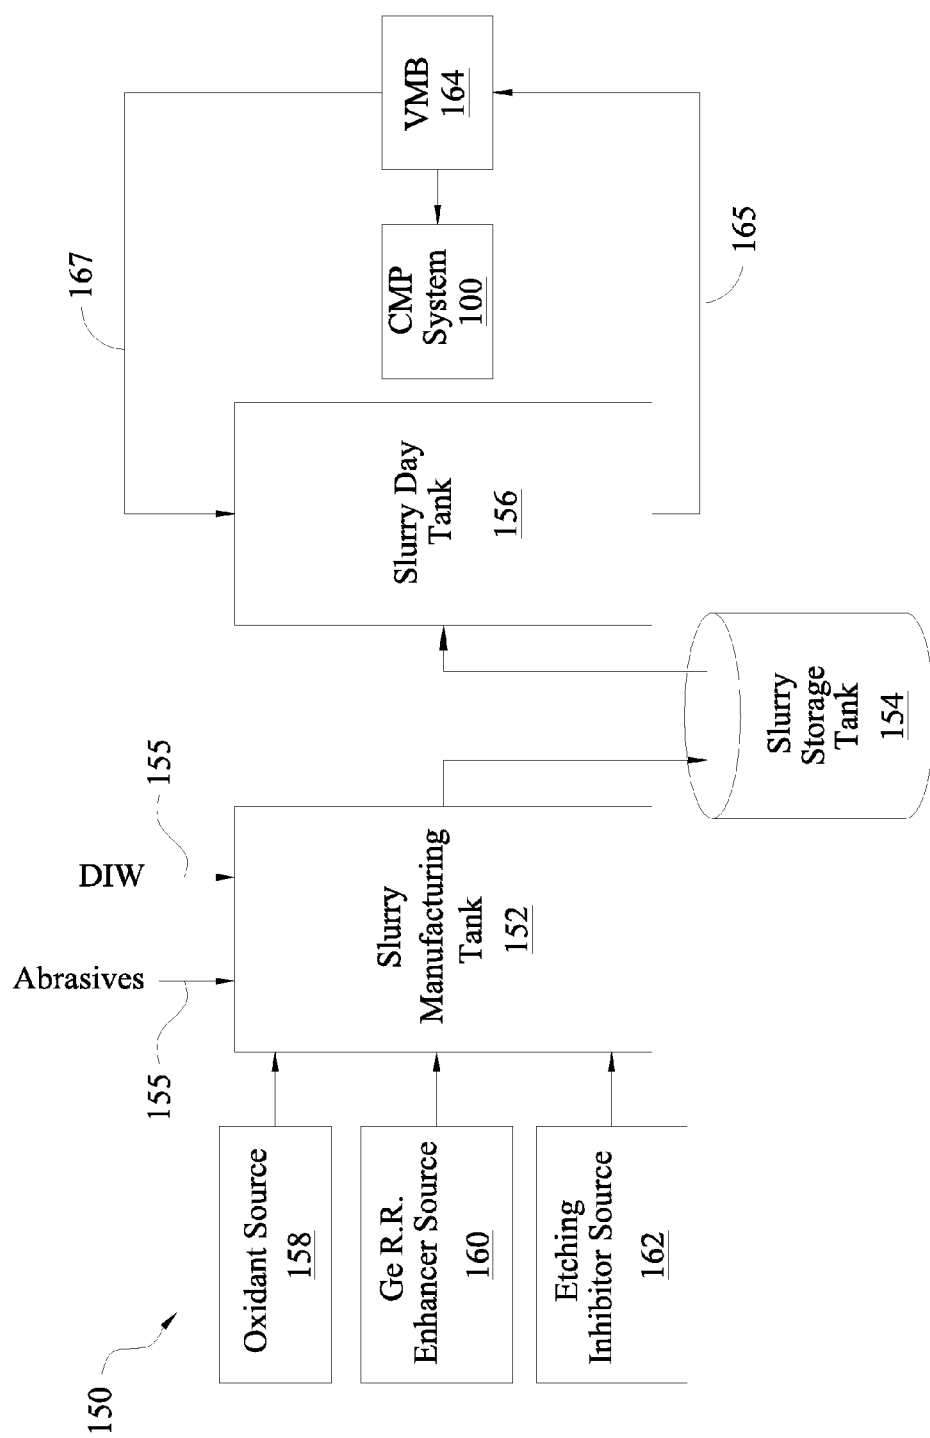 150
Oxidant Source
158
Ge R.R.
Enhancer Source
160
Etching
Inhibitor Source
162
Abrasives
155
DIW
155
Slurry
Manufacturing
Tank
152
Slurry
Storage
Tank
154
Slurry Day
Tank
156
167
CMP
System
100
VMB
164
165